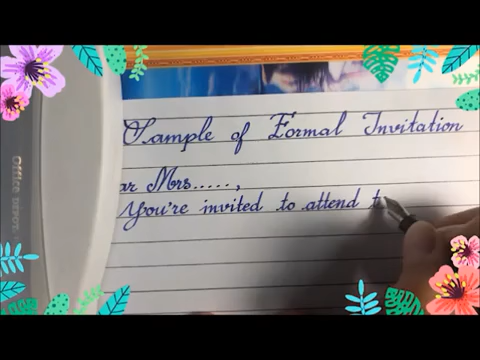 Sample of Formal Invitation
ar Mrs.....,
You're invited to attend t
Office Depot